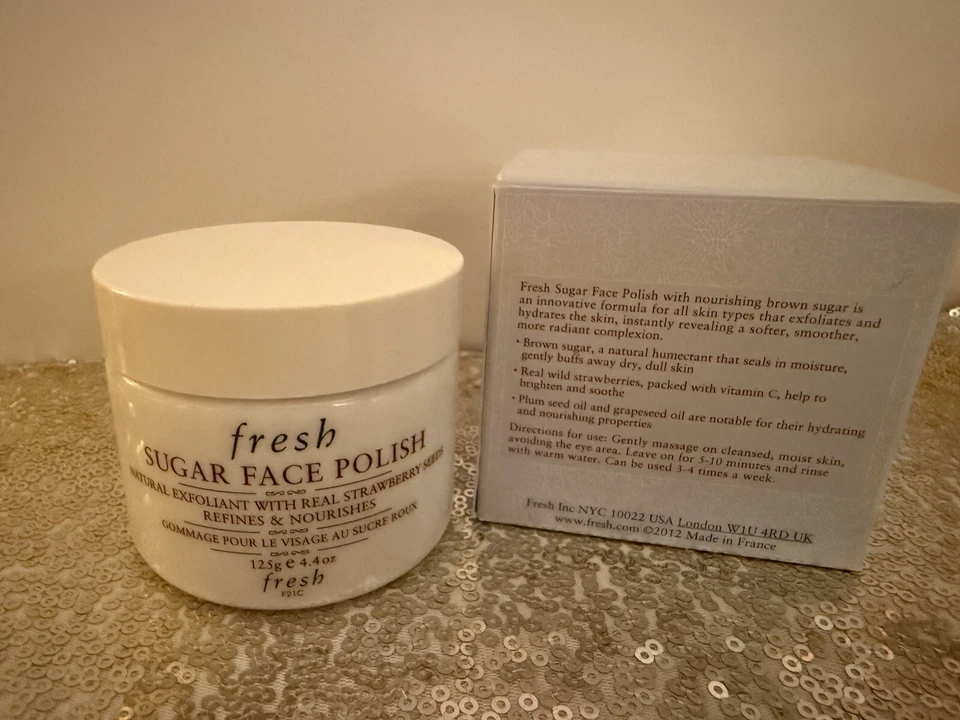 fresh
SUGAR FACE POLISH
NATURAL EXFOLIANT WITH REAL STRAWBERRY SEEDS
REFINES & NOURISHES
GOMMAGE POUR LE VISAGE AU SUCRE ROUX
125g e 4.4oz
fresh
F21C
Fresh Sugar Face Polish with nourishing brown sugar is
an innovative formula for all skin types that exfoliates and
hydrates the skin, instantly revealing a softer, smoother,
more radiant complexion.
• Brown sugar, a natural humectant that seals in moisture,
gently buffs away dry, dull skin
• Real wild strawberries, packed with vitamin C, help to
brighten and soothe
• Plum seed oil and grapeseed oil are notable for their hydrating
and nourishing properties
Directions for use: Gently massage on cleansed, moist skin,
avoiding the eye area. Leave on for 5-10 minutes and rinse
with warm water. Can be used 3-4 times a week.
Fresh Inc NYC 10022 USA London W1U 4RD UK
www.fresh.com ©2012 Made in France